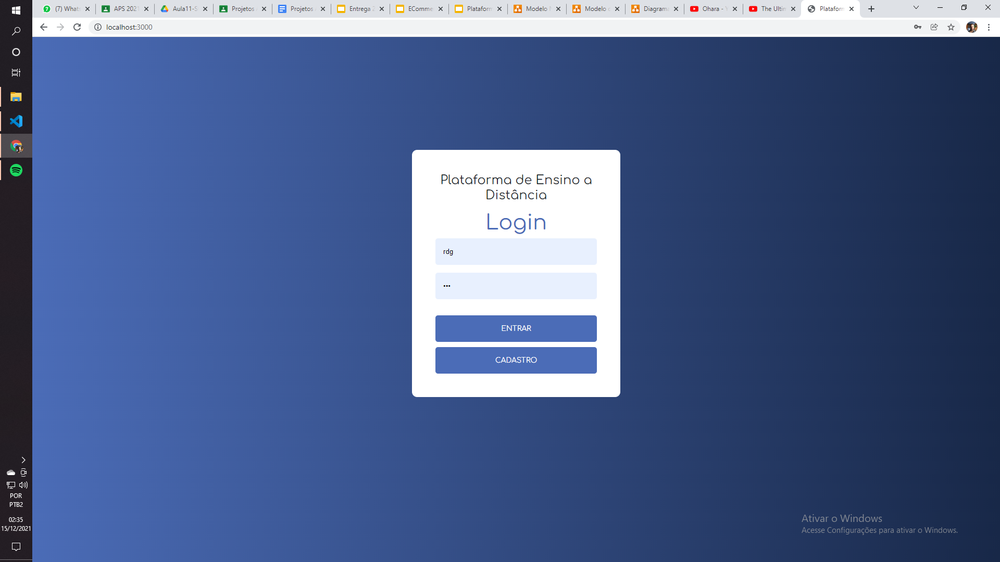 (7) Whats
APS 2021
Aula11-S
Projetos
Projetos
Entrega 2
EComme
Plataform
Modelo
Modelo
Diagrama
Ohara -
The Ultin
Plataform
localhost:3000
Plataforma de Ensino a
Distância
Login
rdg
•••
ENTRAR
CADASTRO
POR
PTB2
02:35
15/12/2021
Ativar o Windows
Acesse Configurações para ativar o Windows.